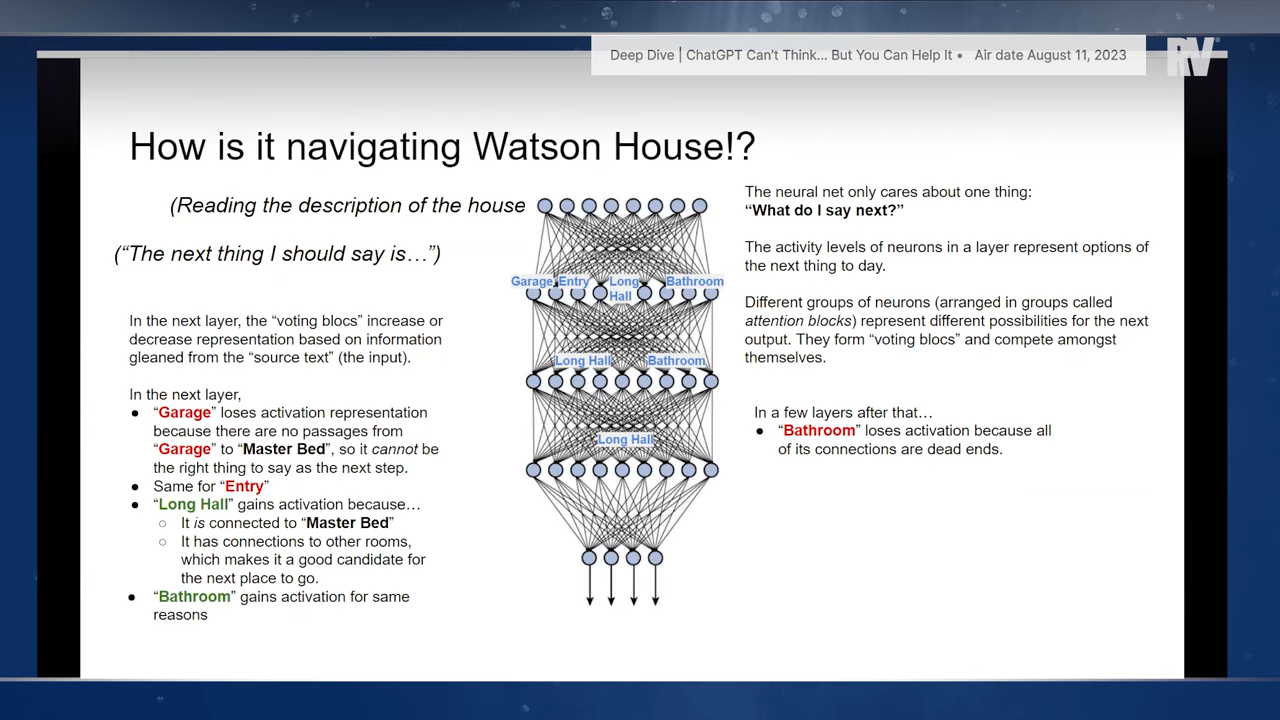 Deep Dive | ChatGPT Can't Think... But You Can Help It • Air date August 11, 2023
RV
How is it navigating Watson House!?
(Reading the description of the house
(“The next thing I should say is…”)
In the next layer, the “voting blocs” increase or
decrease representation based on information
gleaned from the “source text” (the input).
In the next layer,
● “Garage” loses activation representation
because there are no passages from
“Garage” to “Master Bed”, so it cannot be
the right thing to say as the next step.
● Same for “Entry”
● “Long Hall” gains activation because…
○ It is connected to “Master Bed”
○ It has connections to other rooms,
which makes it a good candidate for
the next place to go.
● “Bathroom” gains activation for same
reasons
Garage Entry Long Bathroom
Hall
Long Hall Bathroom
Long Hall
The neural net only cares about one thing:
“What do I say next?”
The activity levels of neurons in a layer represent options of
the next thing to day.
Different groups of neurons (arranged in groups called
attention blocks) represent different possibilities for the next
output. They form “voting blocs” and compete amongst
themselves.
In a few layers after that…
● “Bathroom” loses activation because all
of its connections are dead ends.